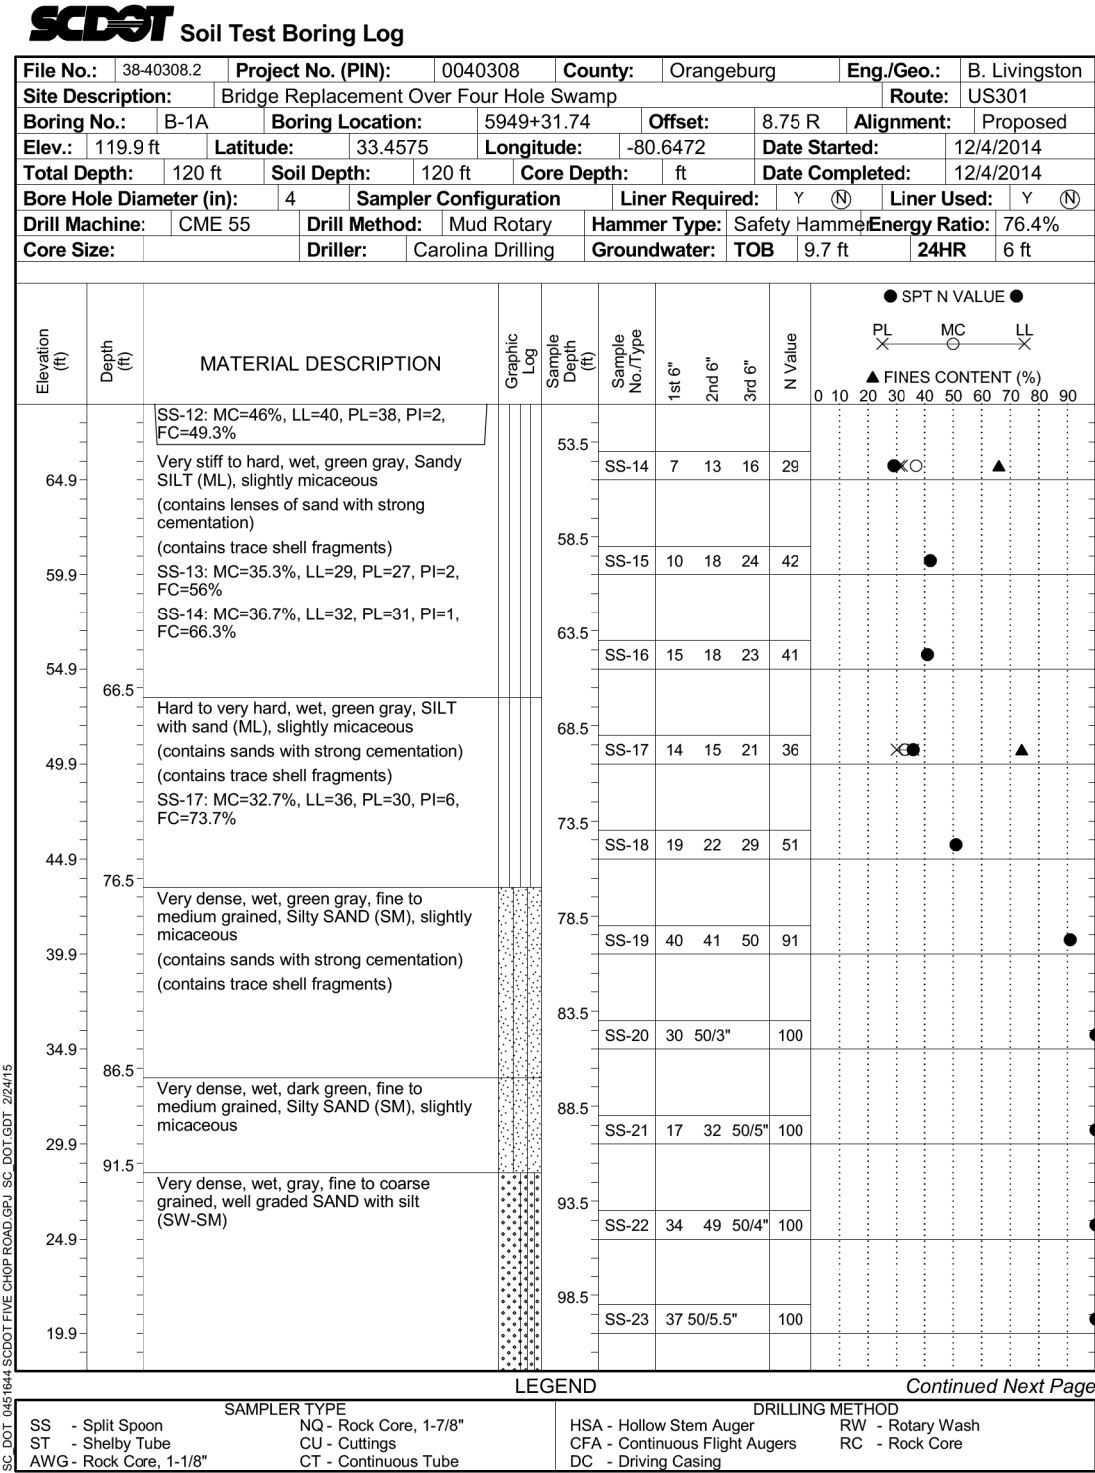 SCDOT Soil Test Boring Log
File No.: 38-40308.2 Project No. (PIN): 0040308 County: Orangeburg Eng./Geo.: B. Livingston
Site Description: Bridge Replacement Over Four Hole Swamp Route: US301
Boring No.: B-1A Boring Location: 5949+31.74 Offset: 8.75 R Alignment: Proposed
Elev.: 119.9 ft Latitude: 33.4575 Longitude: -80.6472 Date Started: 12/4/2014
Total Depth: 120 ft Soil Depth: 120 ft Core Depth: ft Date Completed: 12/4/2014
Bore Hole Diameter (in): 4 Sampler Configuration Liner Required: Y N Liner Used: Y N
Drill Machine: CME 55 Drill Method: Mud Rotary Hammer Type: Safety Hammer Energy Ratio: 76.4%
Core Size: Driller: Carolina Drilling Groundwater: TOB 9.7 ft 24HR 6 ft
Elevation (ft)
Depth (ft)
MATERIAL DESCRIPTION
Graphic Log
Sample Depth (ft)
Sample No./Type
1st 6"
2nd 6"
3rd 6"
N Value
● SPT N VALUE ●
PL MC LL
▲ FINES CONTENT (%)
0 10 20 30 40 50 60 70 80 90
SS-12: MC=46%, LL=40, PL=38, PI=2,
FC=49.3%
53.5
Very stiff to hard, wet, green gray, Sandy
SS-14 7 13 16 29
64.9
SILT (ML), slightly micaceous
(contains lenses of sand with strong
cementation)
58.5
(contains trace shell fragments)
SS-15 10 18 24 42
59.9
SS-13: MC=35.3%, LL=29, PL=27, PI=2,
FC=56%
SS-14: MC=36.7%, LL=32, PL=31, PI=1,
FC=66.3%
63.5
SS-16 15 18 23 41
54.9
66.5
Hard to very hard, wet, green gray, SILT
with sand (ML), slightly micaceous
68.5
(contains sands with strong cementation)
SS-17 14 15 21 36
49.9
(contains trace shell fragments)
SS-17: MC=32.7%, LL=36, PL=30, PI=6,
FC=73.7%
73.5
SS-18 19 22 29 51
44.9
76.5
Very dense, wet, green gray, fine to
medium grained, Silty SAND (SM), slightly
micaceous
78.5
SS-19 40 41 50 91
39.9
(contains sands with strong cementation)
(contains trace shell fragments)
83.5
SS-20 30 50/3" 100
34.9
86.5
Very dense, wet, dark green, fine to
medium grained, Silty SAND (SM), slightly
micaceous
88.5
SS-21 17 32 50/5" 100
29.9
91.5
Very dense, wet, gray, fine to coarse
grained, well graded SAND with silt
(SW-SM)
93.5
SS-22 34 49 50/4" 100
24.9
98.5
SS-23 37 50/5.5" 100
19.9
SC_DOT 0451644 SCDOT FIVE CHOP ROAD.GPJ SC_DOT.GDT 2/24/15
LEGEND
Continued Next Page
SAMPLER TYPE
SS - Split Spoon NQ - Rock Core, 1-7/8"
ST - Shelby Tube CU - Cuttings
AWG - Rock Core, 1-1/8" CT - Continuous Tube
DRILLING METHOD
HSA - Hollow Stem Auger RW - Rotary Wash
CFA - Continuous Flight Augers RC - Rock Core
DC - Driving Casing